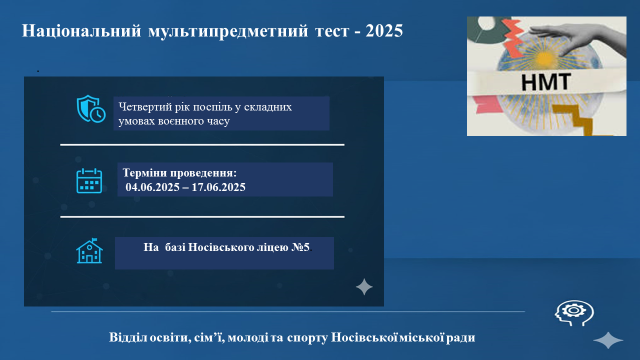 Національний мультипредметний тест - 2025
НМТ
Четвертий рік поспіль у складних
умовах воєнного часу
Терміни проведення:
04.06.2025 – 17.06.2025
На базі Носівського ліцею №5
Відділ освіти, сім’ї, молоді та спорту Носівської міської ради